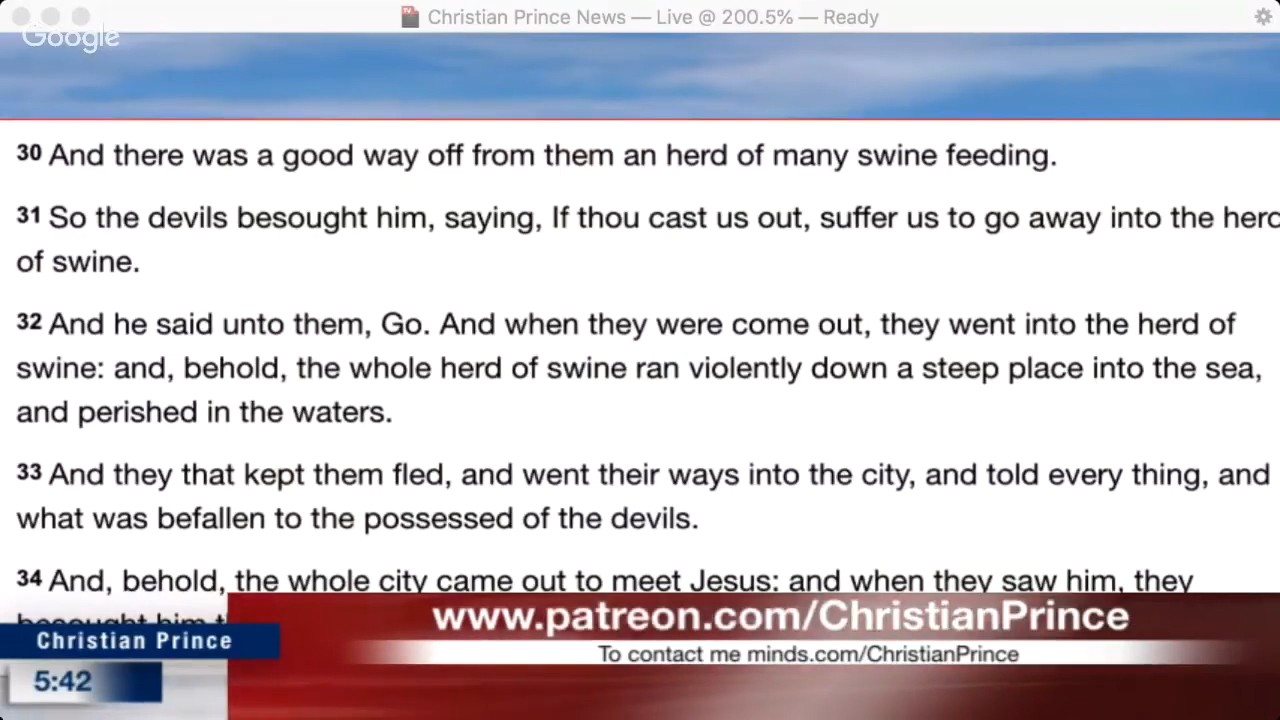 Christian Prince News — Live @ 200.5% — Ready
Google
30 And there was a good way off from them an herd of many swine feeding.
31 So the devils besought him, saying, If thou cast us out, suffer us to go away into the herd
of swine.
32 And he said unto them, Go. And when they were come out, they went into the herd of
swine: and, behold, the whole herd of swine ran violently down a steep place into the sea,
and perished in the waters.
33 And they that kept them fled, and went their ways into the city, and told every thing, and
what was befallen to the possessed of the devils.
34 And, behold, the whole city came out to meet Jesus: and when they saw him, they
besought him
www.patreon.com/ChristianPrince
Christian Prince
To contact me minds.com/ChristianPrince
5:42